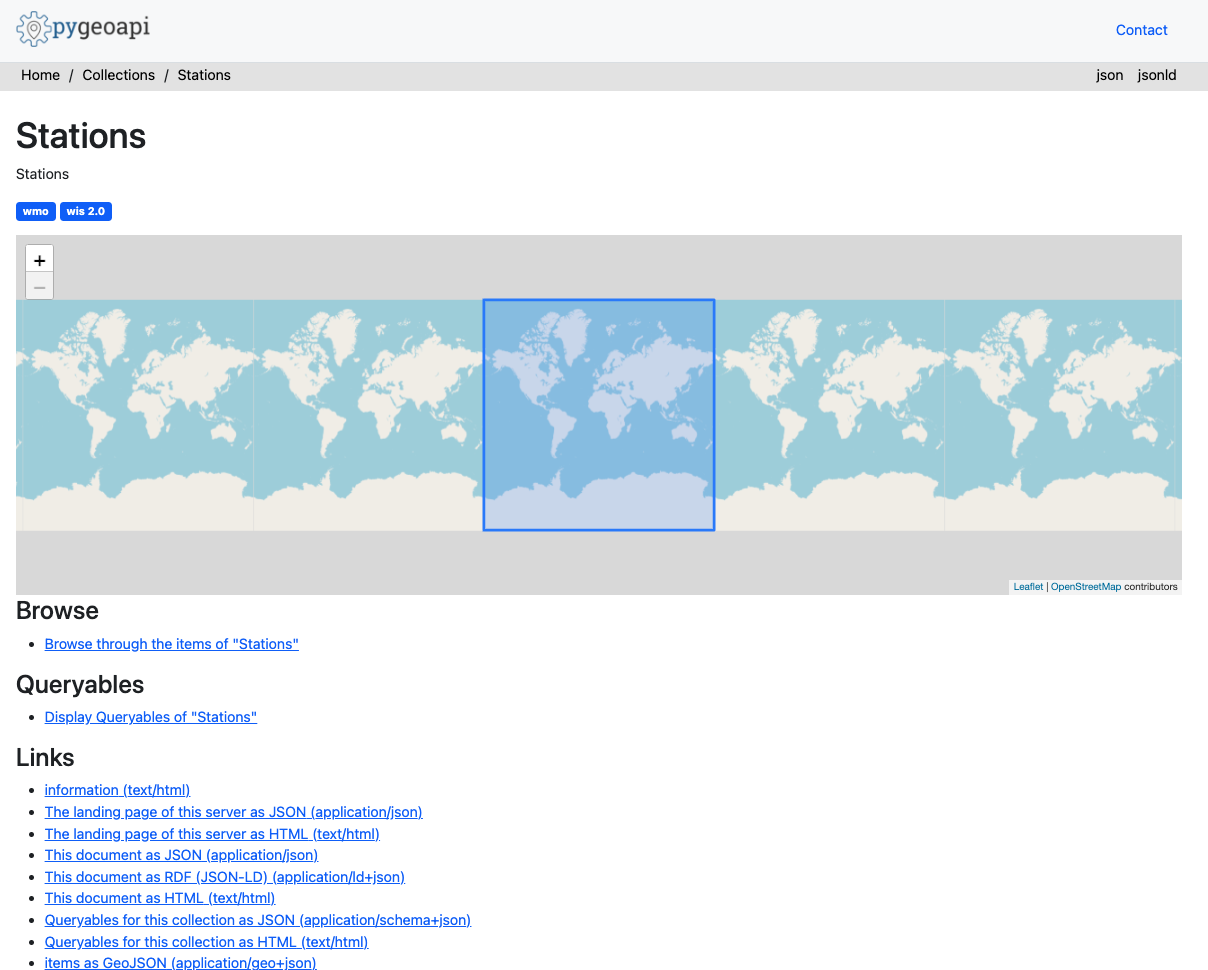 pygeoapi
Contact
Home / Collections / Stations
json jsonld
Stations
Stations
wmo wis 2.0
+
−
Leaflet | OpenStreetMap contributors
Browse
• Browse through the items of "Stations"
Queryables
• Display Queryables of "Stations"
Links
• information (text/html)
• The landing page of this server as JSON (application/json)
• The landing page of this server as HTML (text/html)
• This document as JSON (application/json)
• This document as RDF (JSON-LD) (application/ld+json)
• This document as HTML (text/html)
• Queryables for this collection as JSON (application/schema+json)
• Queryables for this collection as HTML (text/html)
• items as GeoJSON (application/geo+json)